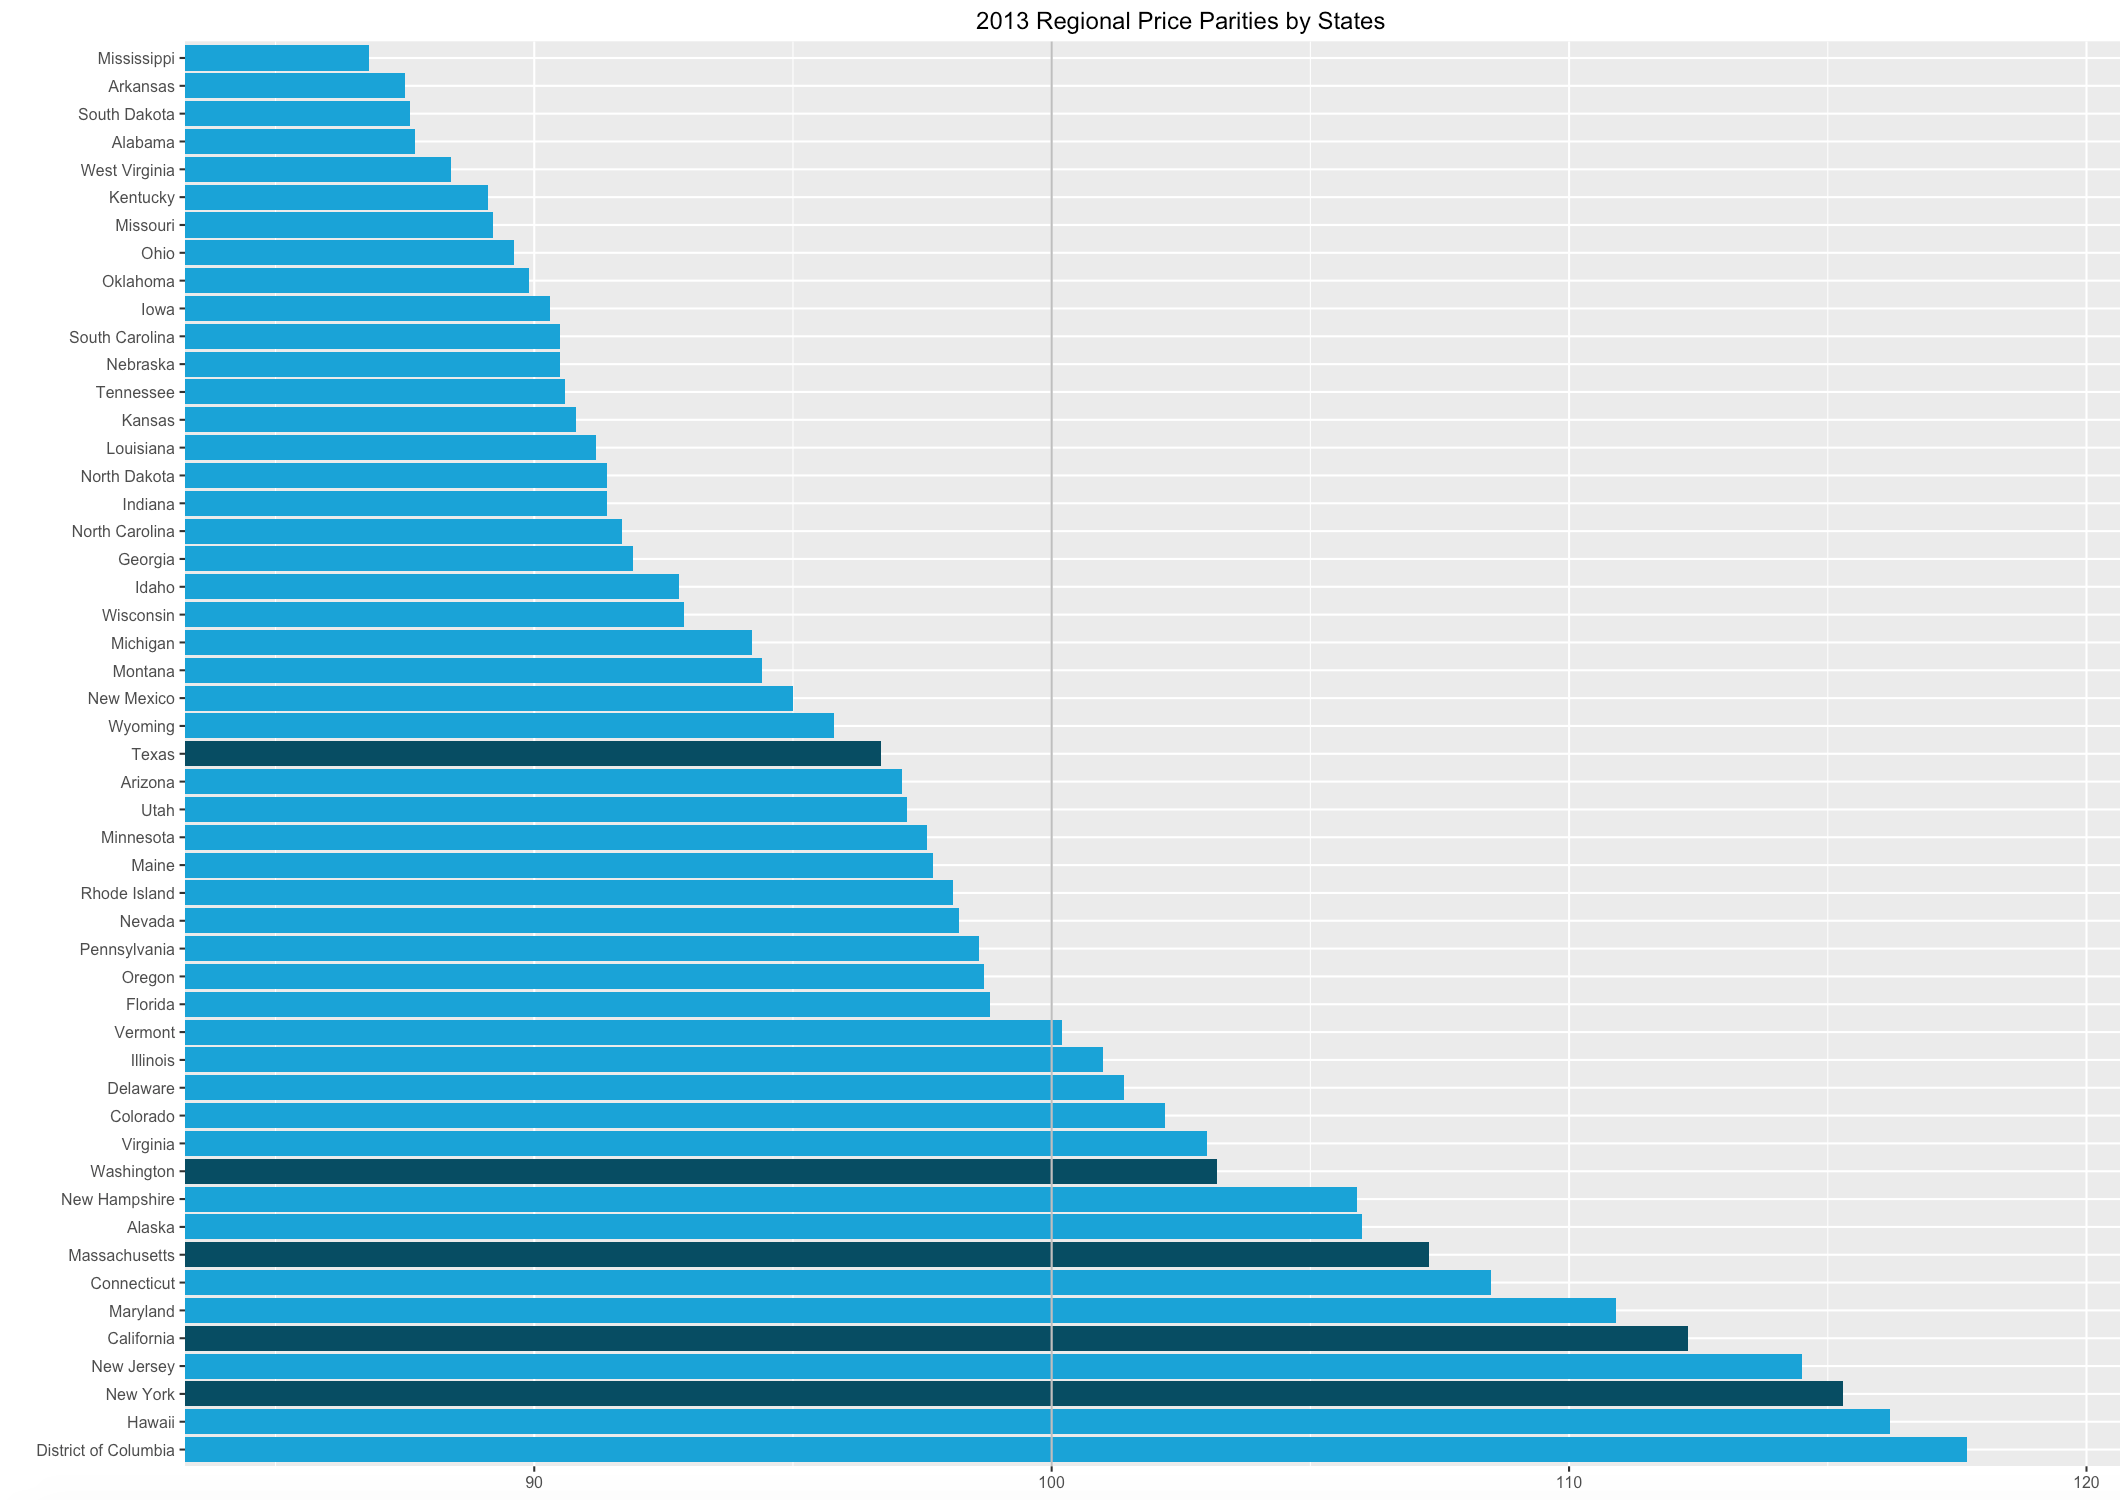 2013 Regional Price Parities by States
Mississippi
Arkansas
South Dakota
Alabama
West Virginia
Kentucky
Missouri
Ohio
Oklahoma
Iowa
South Carolina
Nebraska
Tennessee
Kansas
Louisiana
North Dakota
Indiana
North Carolina
Georgia
Idaho
Wisconsin
Michigan
Montana
New Mexico
Wyoming
Texas
Arizona
Utah
Minnesota
Maine
Rhode Island
Nevada
Pennsylvania
Oregon
Florida
Vermont
Illinois
Delaware
Colorado
Virginia
Washington
New Hampshire
Alaska
Massachusetts
Connecticut
Maryland
California
New Jersey
New York
Hawaii
District of Columbia
90 100 110 120